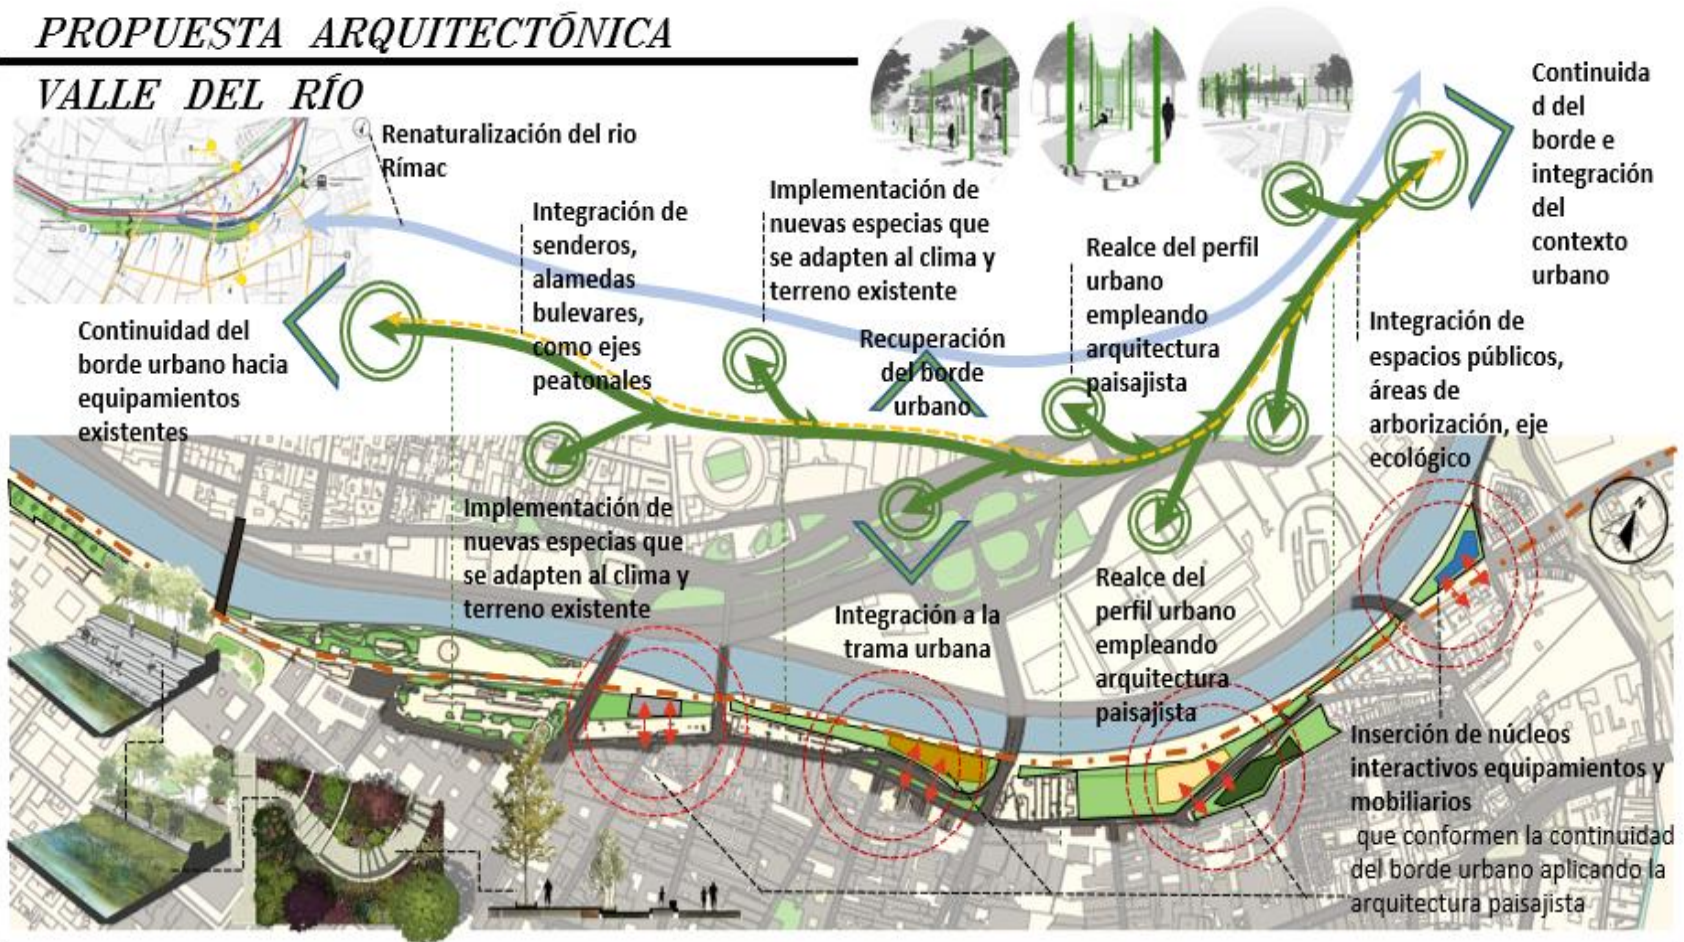 PROPUESTA ARQUITECTŌNICA
VALLE DEL RÍO
Renaturalización del rio
Rímac
Continuidad del
borde urbano hacia
equipamientos
existentes
Integración de
senderos,
alamedas
bulevares,
como ejes
peatonales
Implementación de
nuevas especias que
se adapten al clima y
terreno existente
Recuperación
del borde
urbano
Realce del perfil
urbano
empleando
arquitectura
paisajista
Continuida
d del
borde e
integración
del
contexto
urbano
Integración de
espacios públicos,
áreas de
arborización, eje
ecológico
Implementación de
nuevas especias que
se adapten al clima y
terreno existente
Integración a la
trama urbana
Realce del
perfil urbano
empleando
arquitectura
paisajista
N
Inserción de núcleos
interactivos equipamientos y
mobiliarios
que conformen la continuidad
del borde urbano aplicando la
arquitectura paisajista